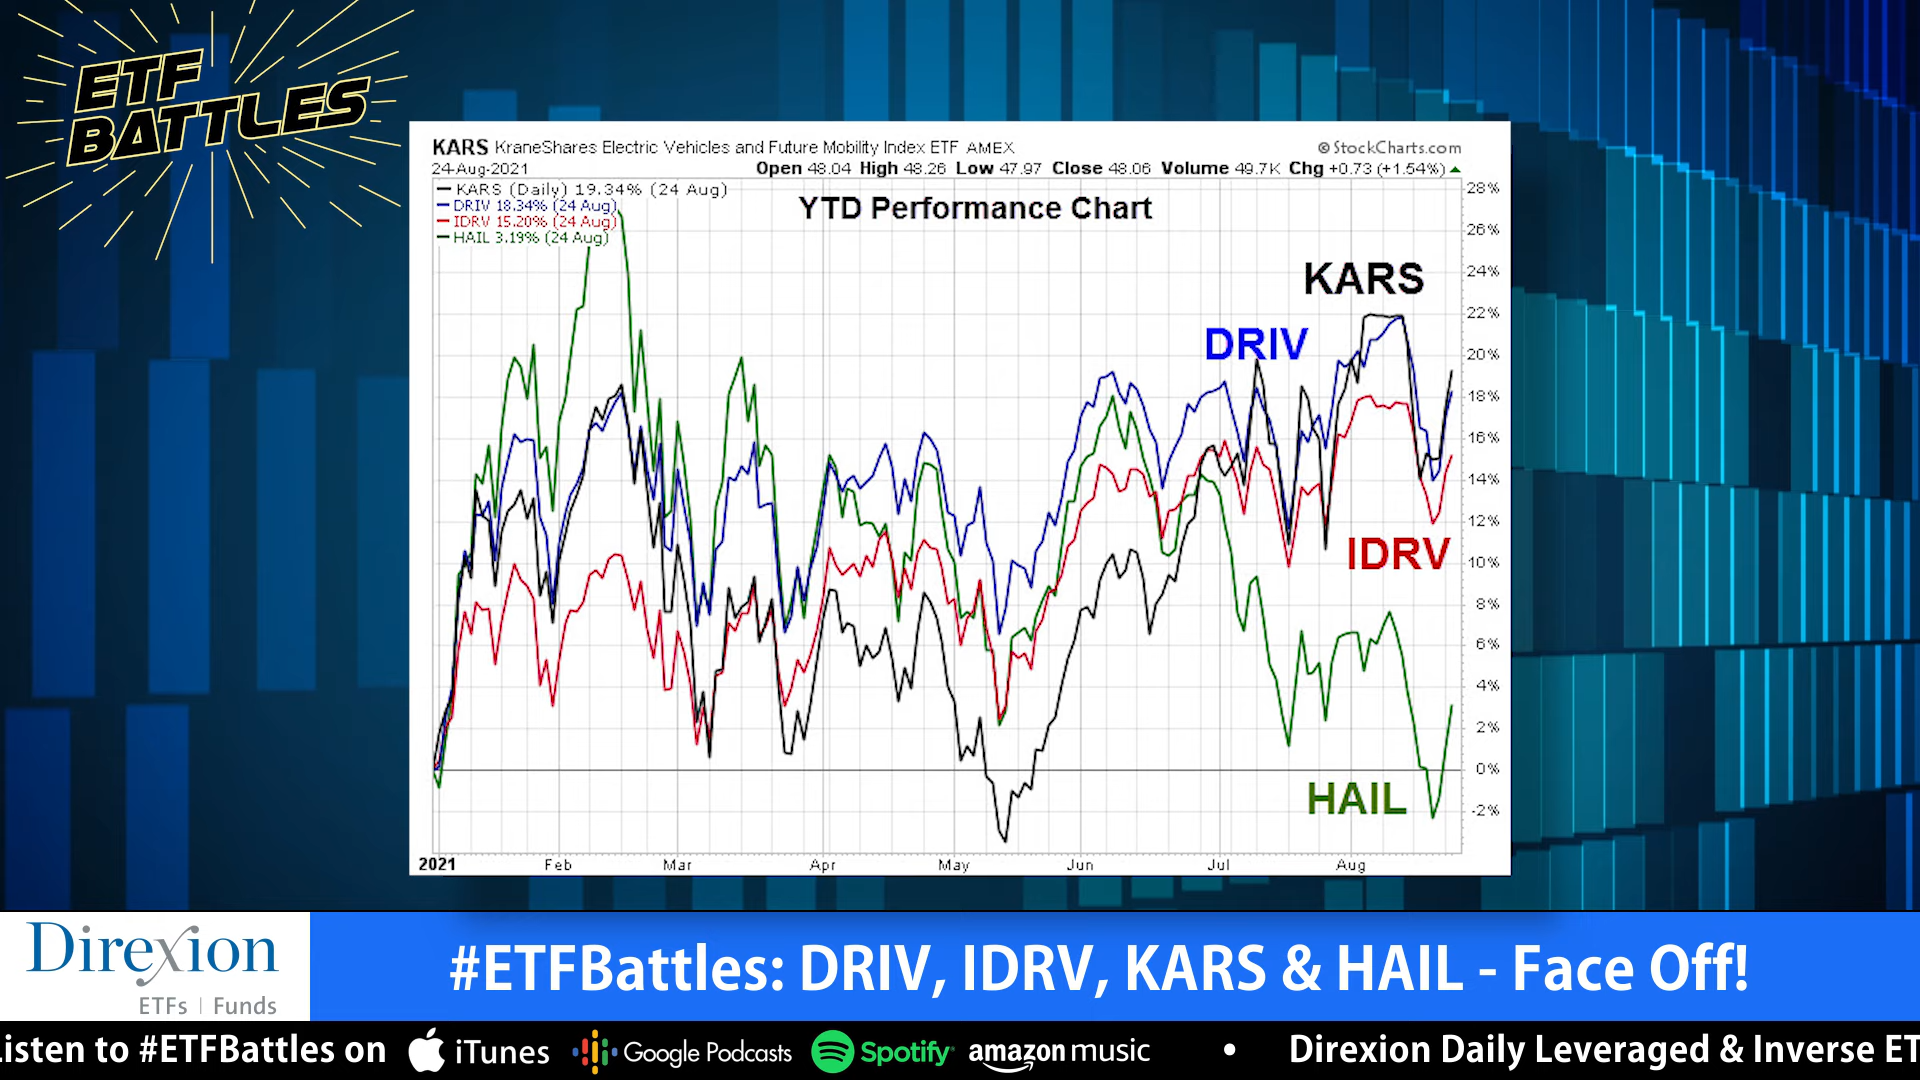 ETF
BATTLES
KARS KraneShares Electric Vehicles and Future Mobility Index ETF AMEX
© StockCharts.com
24-Aug-2021
Open 48.04 High 48.26 Low 47.97 Close 48.06 Volume 49.7K Chg +0.73 (+1.54%)
KARS (Daily) 19.34% (24 Aug)
DRIV 18.34% (24 Aug)
IDRV 15.20% (24 Aug)
HAIL 3.19% (24 Aug)
YTD Performance Chart
KARS
DRIV
IDRV
HAIL
28%
26%
24%
22%
20%
18%
16%
14%
12%
10%
8%
6%
4%
2%
0%
-2%
2021 Feb Mar Apr May Jun Jul Aug
Direxion
ETFs | Funds
#ETFBattles: DRIV, IDRV, KARS & HAIL - Face Off!
Listen to #ETFBattles on iTunes Google Podcasts Spotify amazon music • Direxion Daily Leveraged & Inverse ET